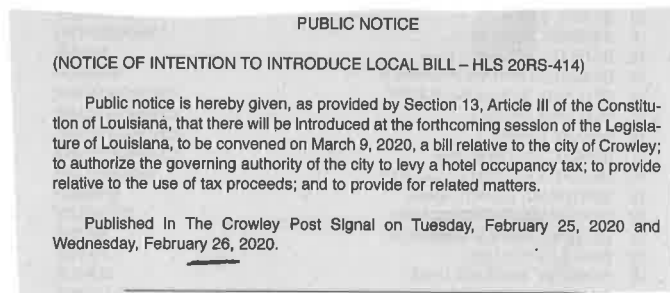 PUBLIC NOTICE
(NOTICE OF INTENTION TO INTRODUCE LOCAL BILL – HLS 20RS-414)
Public notice is hereby given, as provided by Section 13, Article III of the Constitu-
tion of Louisiana, that there will be introduced at the forthcoming session of the Legisla-
ture of Louisiana, to be convened on March 9, 2020, a bill relative to the city of Crowley;
to authorize the governing authority of the city to levy a hotel occupancy tax; to provide
relative to the use of tax proceeds; and to provide for related matters.
Published in The Crowley Post Signal on Tuesday, February 25, 2020 and
Wednesday, February 26, 2020.